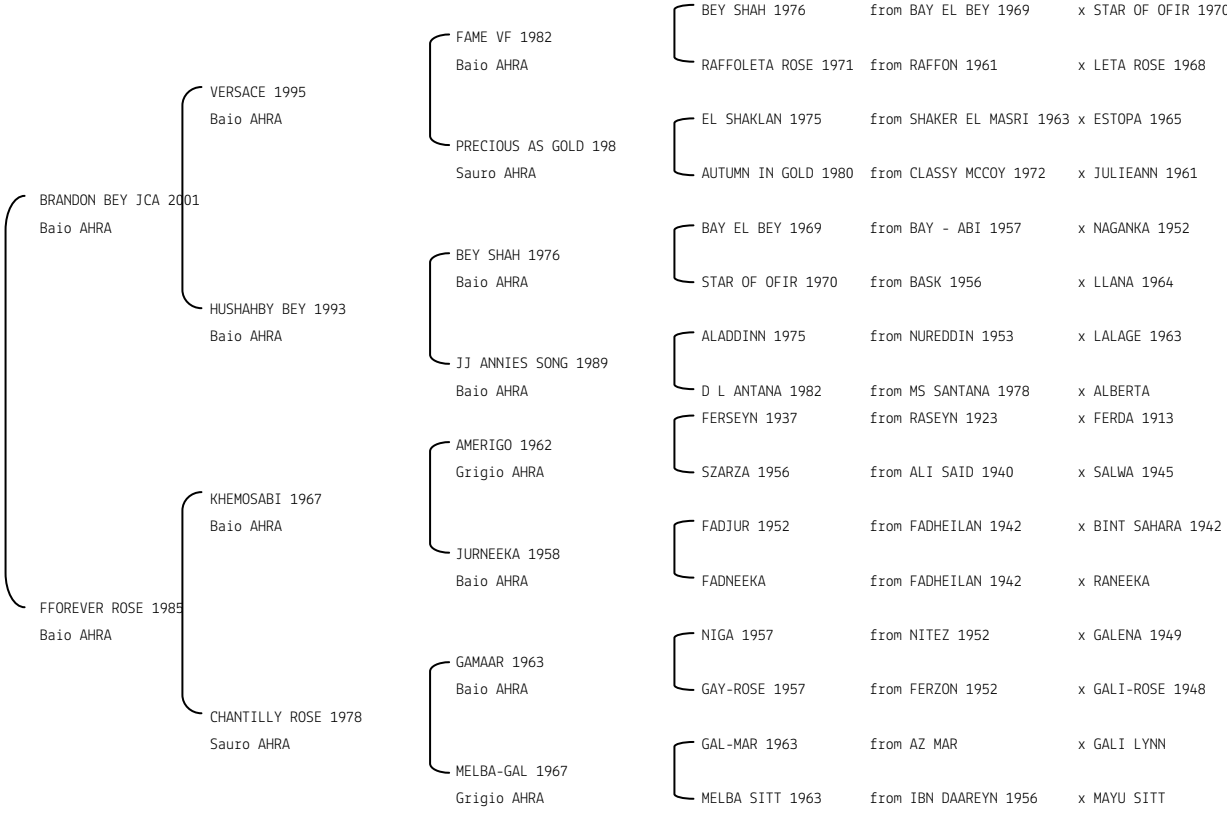 BEY SHAH 1976 from BAY EL BEY 1969 x STAR OF OFIR 1970
FAME VF 1982
Baio AHRA
RAFFOLETA ROSE 1971 from RAFFON 1961 x LETA ROSE 1968
VERSACE 1995
Baio AHRA
EL SHAKLAN 1975 from SHAKER EL MASRI 1963 x ESTOPA 1965
PRECIOUS AS GOLD 198
Sauro AHRA
AUTUMN IN GOLD 1980 from CLASSY MCCOY 1972 x JULIEANN 1961
BRANDON BEY JCA 2001
Baio AHRA
BAY EL BEY 1969 from BAY - ABI 1957 x NAGANKA 1952
BEY SHAH 1976
Baio AHRA
STAR OF OFIR 1970 from BASK 1956 x LLANA 1964
HUSHAHBY BEY 1993
Baio AHRA
ALADDINN 1975 from NUREDDIN 1953 x LALAGE 1963
JJ ANNIES SONG 1989
Baio AHRA
D L ANTANA 1982 from MS SANTANA 1978 x ALBERTA
FERSEYN 1937 from RASEYN 1923 x FERDA 1913
AMERIGO 1962
Grigio AHRA
SZARZA 1956 from ALI SAID 1940 x SALWA 1945
KHEMOSABI 1967
Baio AHRA
FADJUR 1952 from FADHEILAN 1942 x BINT SAHARA 1942
JURNEEKA 1958
Baio AHRA
FADNEEKA from FADHEILAN 1942 x RANEEKA
FFOREVER ROSE 1985
Baio AHRA
NIGA 1957 from NITEZ 1952 x GALENA 1949
GAMAAR 1963
Baio AHRA
GAY-ROSE 1957 from FERZON 1952 x GALI-ROSE 1948
CHANTILLY ROSE 1978
Sauro AHRA
GAL-MAR 1963 from AZ MAR x GALI LYNN
MELBA-GAL 1967
Grigio AHRA
MELBA SITT 1963 from IBN DAAREYN 1956 x MAYU SITT